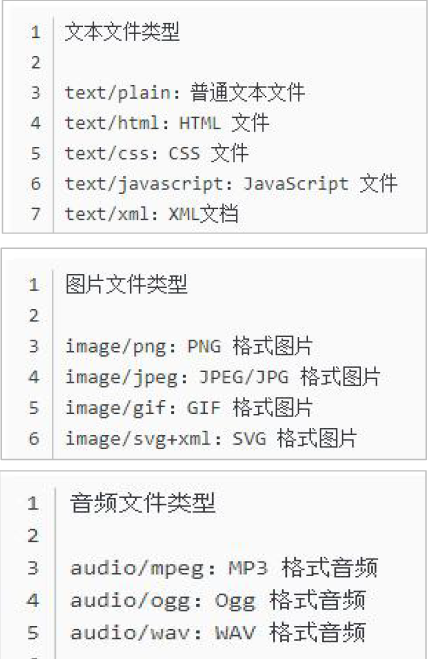 1 文本文件类型
2
3 text/plain: 普通文本文件
4 text/html: HTML 文件
5 text/css: CSS 文件
6 text/javascript: JavaScript 文件
7 text/xml: XML文档
1 图片文件类型
2
3 image/png: PNG 格式图片
4 image/jpeg: JPEG/JPG 格式图片
5 image/gif: GIF 格式图片
6 image/svg+xml: SVG 格式图片
1 音频文件类型
2
3 audio/mpeg: MP3 格式音频
4 audio/ogg: Ogg 格式音频
5 audio/wav: WAV 格式音频